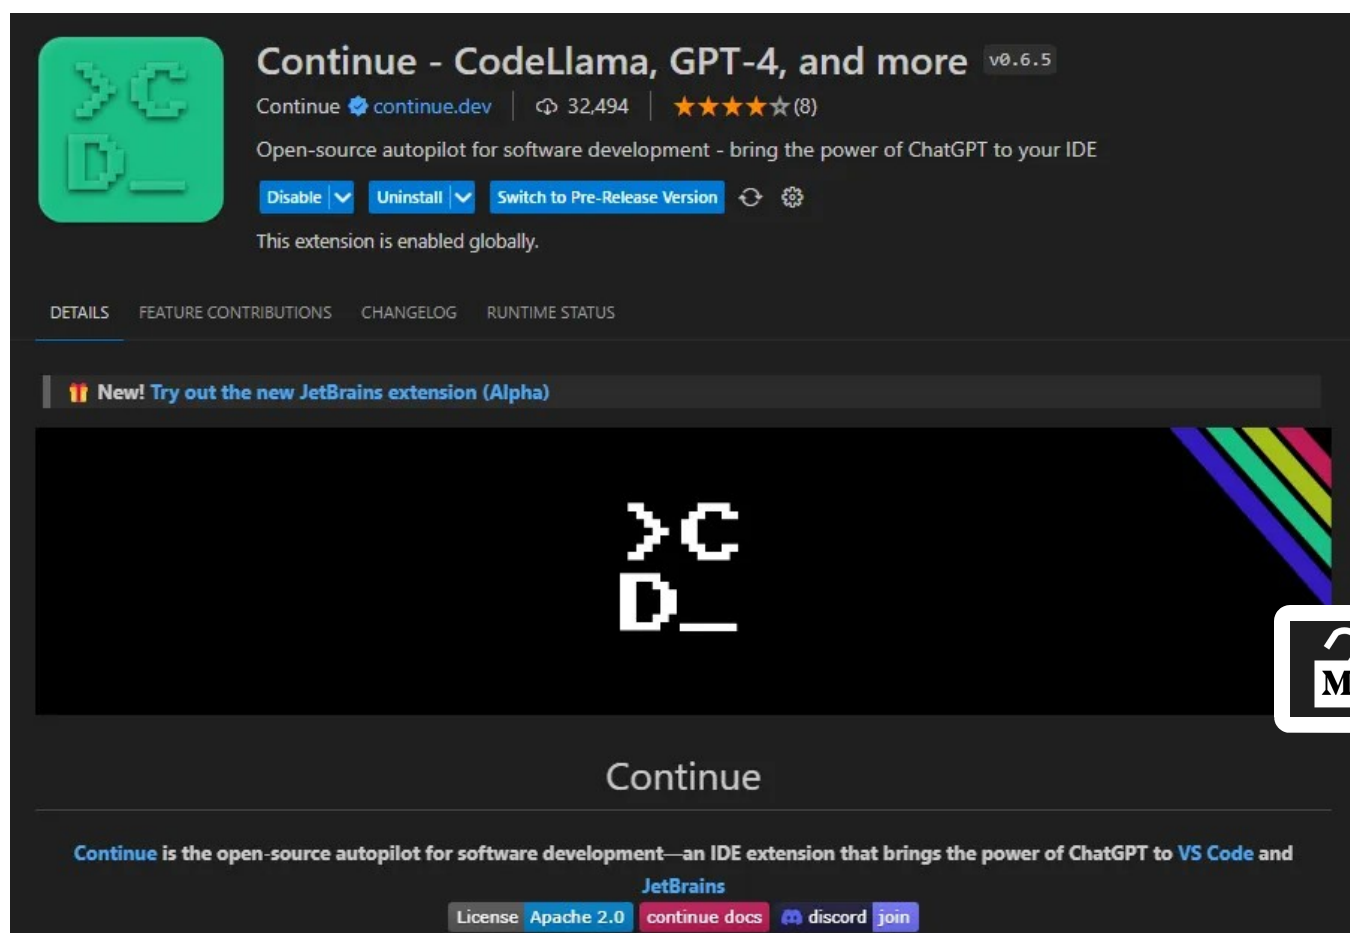 >C
D_
Continue - CodeLlama, GPT-4, and more v0.6.5
Continue continue.dev 32,494 (8)
Open-source autopilot for software development - bring the power of ChatGPT to your IDE
Disable Uninstall Switch to Pre-Release Version
This extension is enabled globally.
DETAILS FEATURE CONTRIBUTIONS CHANGELOG RUNTIME STATUS
New! Try out the new JetBrains extension (Alpha)
>C
D_
M
Continue
Continue is the open-source autopilot for software development—an IDE extension that brings the power of ChatGPT to VS Code and
JetBrains
License Apache 2.0 continue docs discord join